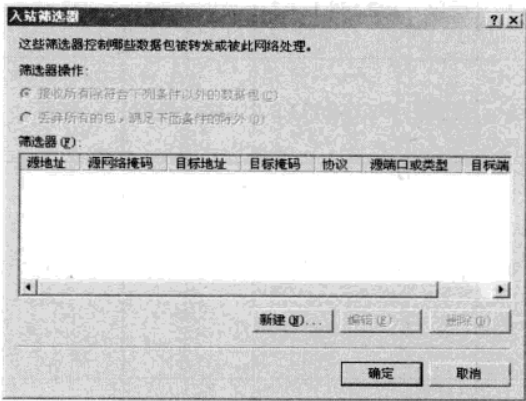 入站筛选器
这些筛选器控制哪些数据包被转发或被此网络处理。
筛选器操作:
接收所有除符合下列条件以外的数据包(C)
丢弃所有的包，满足下面条件的除外(D)
筛选器(F):
源地址 源网络掩码 目标地址 目标掩码 协议 源端口或类型 目标端
新建(N)... 编辑(E) 删除(D)
确定 取消